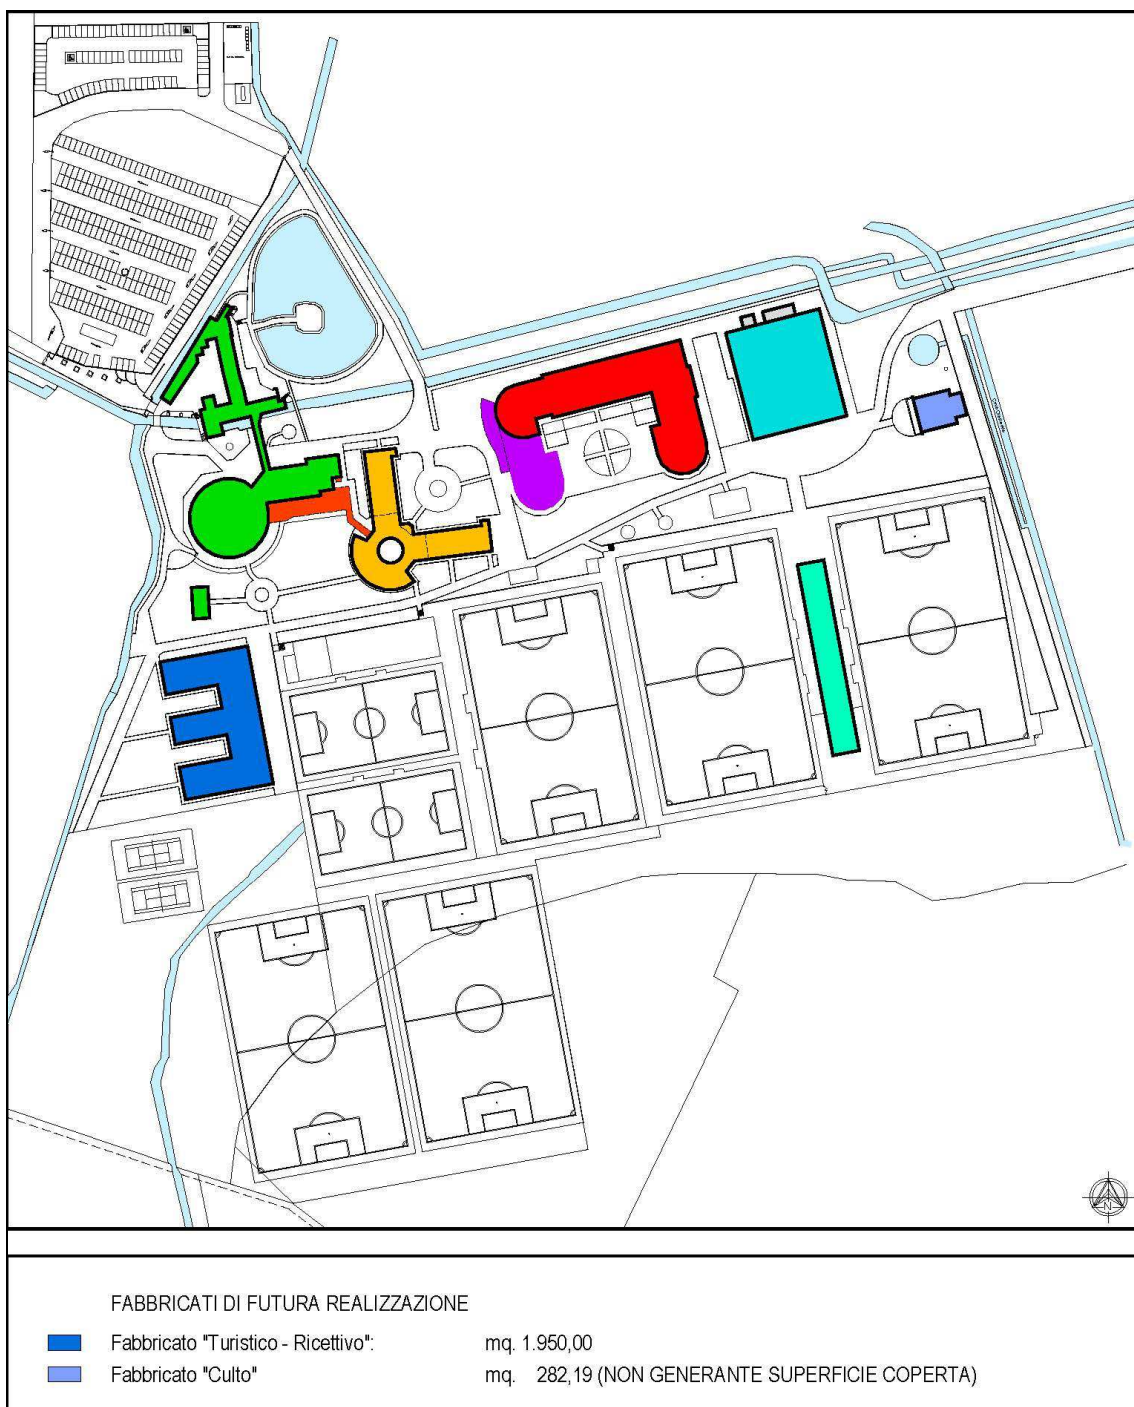 N
FABBRICATI DI FUTURA REALIZZAZIONE
Fabbricato "Turistico - Ricettivo": mq. 1.950,00
Fabbricato "Culto" mq. 282,19 (NON GENERANTE SUPERFICIE COPERTA)